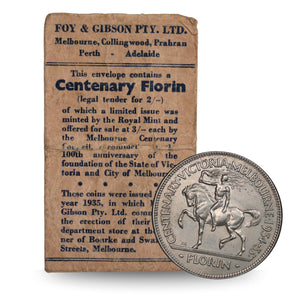 FOY & GIBSON PTY. LTD.
Melbourne, Collingwood, Prahran
Perth - Adelaide
This envelope contains a
Centenary Florin
(legal tender for 2/-)
of which a limited issue was
minted by the Royal Mint and
offered for sale at 3/- each by
the Melbourne Centenary
100th anniversary of the
foundation of the State of Vic
toria and City of Melbourne
These coins were issued
year 1935, in which
Gibson Pty. Ltd.
the erection of their
department store at the
ner of Bourke and Swa
Streets, Melbourne.
CENTENARY·VICTORIA·MELBOURNE·1934-35
FLORIN